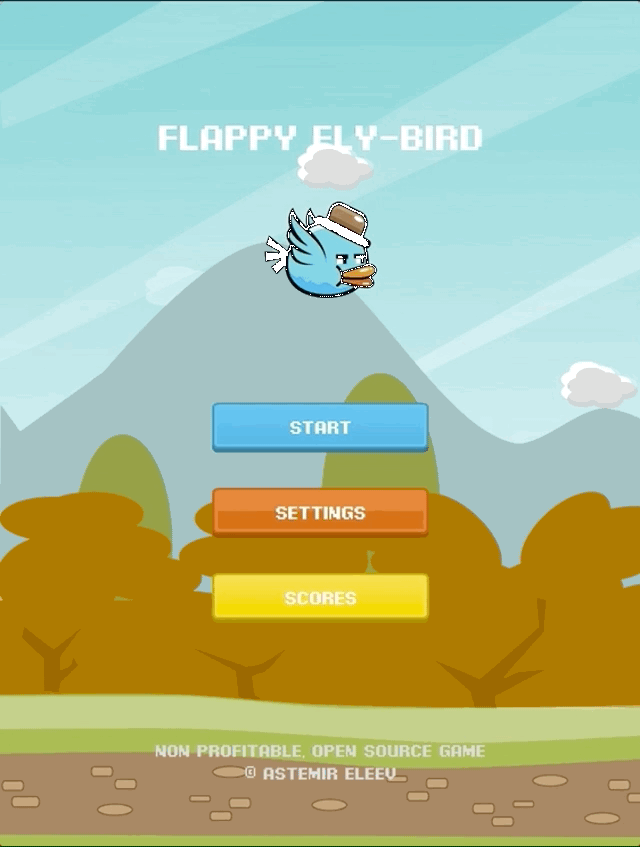 FLAPPY FLY-BIRD
START
SETTINGS
SCORES
NON PROFITABLE, OPEN SOURCE GAME
© ASTEMIR ELEEV